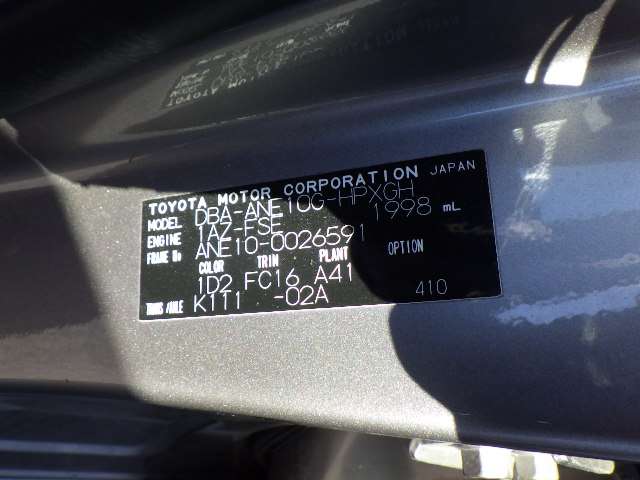 TOYOTA MOTOR CORPORATION JAPAN
MODEL DBA-ANE10G-HPXGH
ENGINE 1AZ-FSE 1998 mL
FRAME No ANE10-0026591
COLOR TRIM PLANT OPTION
1D2 FC16 A41
TRANS/AXLE K111 -02A 410